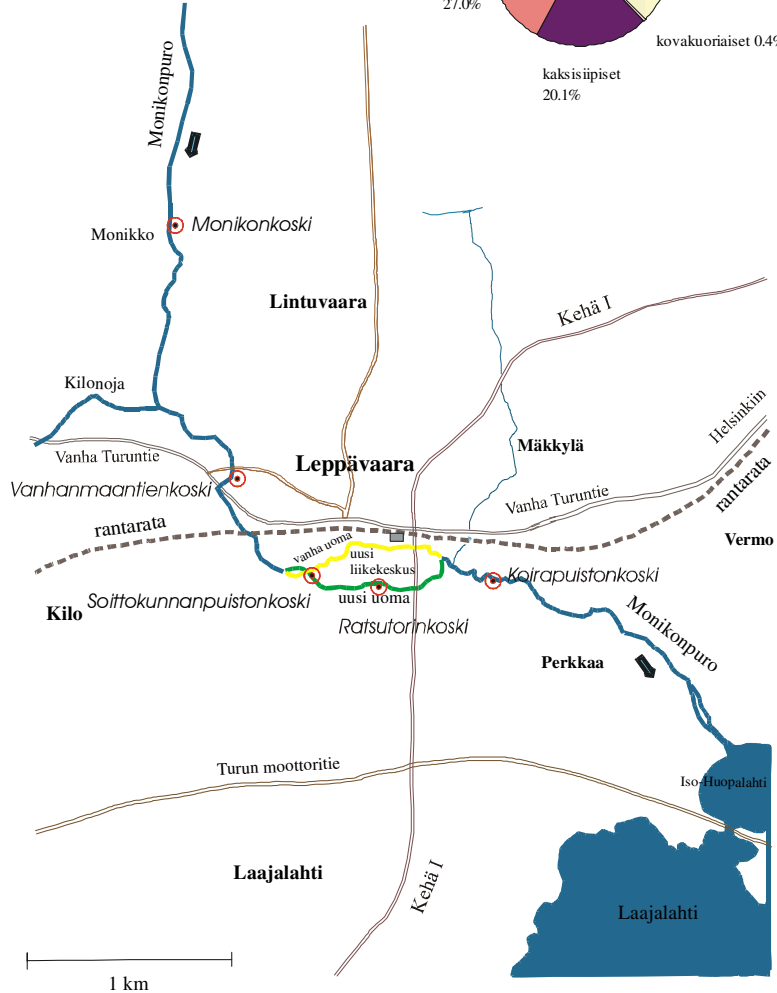 27.0%
kovakuoriaiset 0.4%
kaksisiipiset
20.1%
Monikonpuro
Monikonkoski
Monikko
Lintuvaara
Kehä I
Kilonoja
Helsinkiin
Vanha Turuntie
Leppävaara
Mäkkylä
Vanhanmaantienkoski
Vanha Turuntie
rantarata
rantarata
Vermo
vanha uoma
uusi
liikekeskus
Koirapuistonkoski
Soittokunnanpuistonkoski
uusi uoma
Kilo
Ratsutorinkoski
Monikonpuro
Perkkaa
Turun moottoritie
Iso-Huopalahti
Laajalahti
Kehä I
Laajalahti
1 km